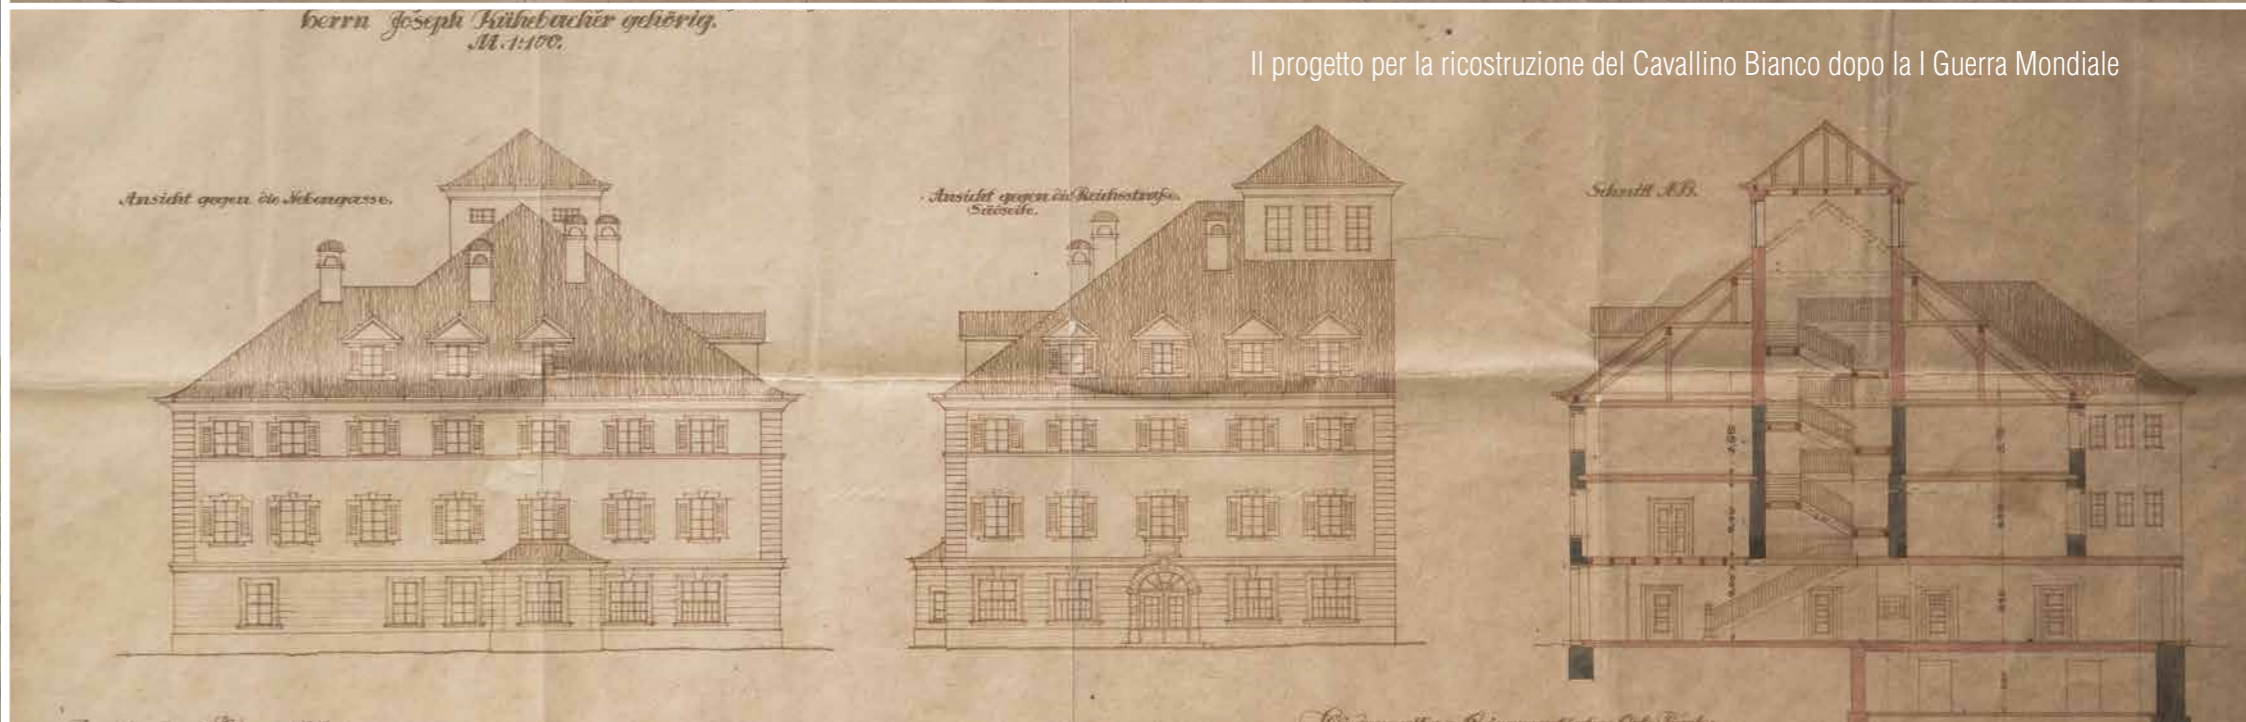 herrn Joseph Kühebacher gehörig.
M. 1:100.
Il progetto per la ricostruzione del Cavallino Bianco dopo la I Guerra Mondiale
Ansicht gegen die Nebengasse.
Ansicht gegen die Reichsstraße.
Südseite.
Schnitt A.B.